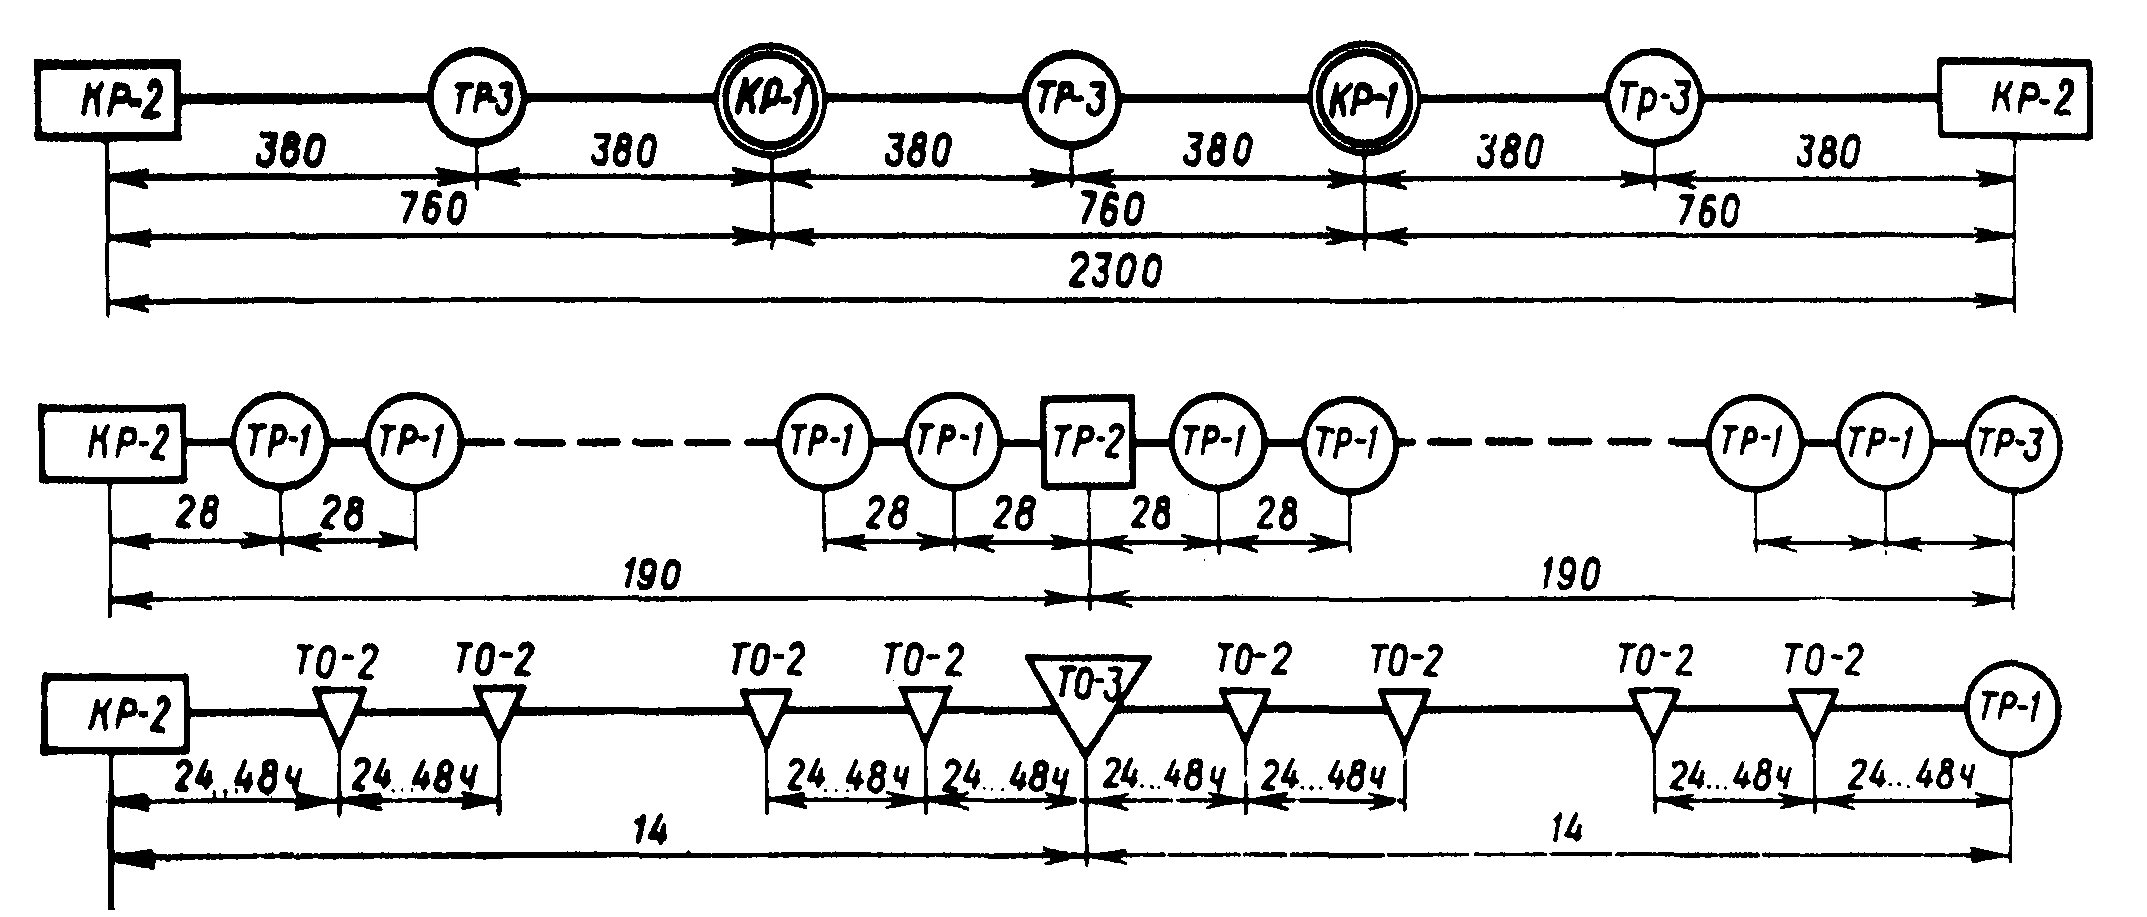 КР-2 ТР-3 КР-1 ТР-3 КР-1 Тр-3 КР-2
380 380 380 380 380 380
760 760 760
2300
КР-2 ТР-1 ТР-1 ТР-1 ТР-1 ТР-2 ТР-1 ТР-1 ТР-1 ТР-1 ТР-3
28 28 28 28 28 28
190 190
ТО-2 ТО-2 ТО-2 ТО-2 ТО-2 ТО-2 ТО-2 ТО-2
КР-2 ТО-3 ТР-1
24...48ч 24...48ч 24...48ч 24...48ч 24...48ч 24...48ч 24...48ч 24...48ч
14 14